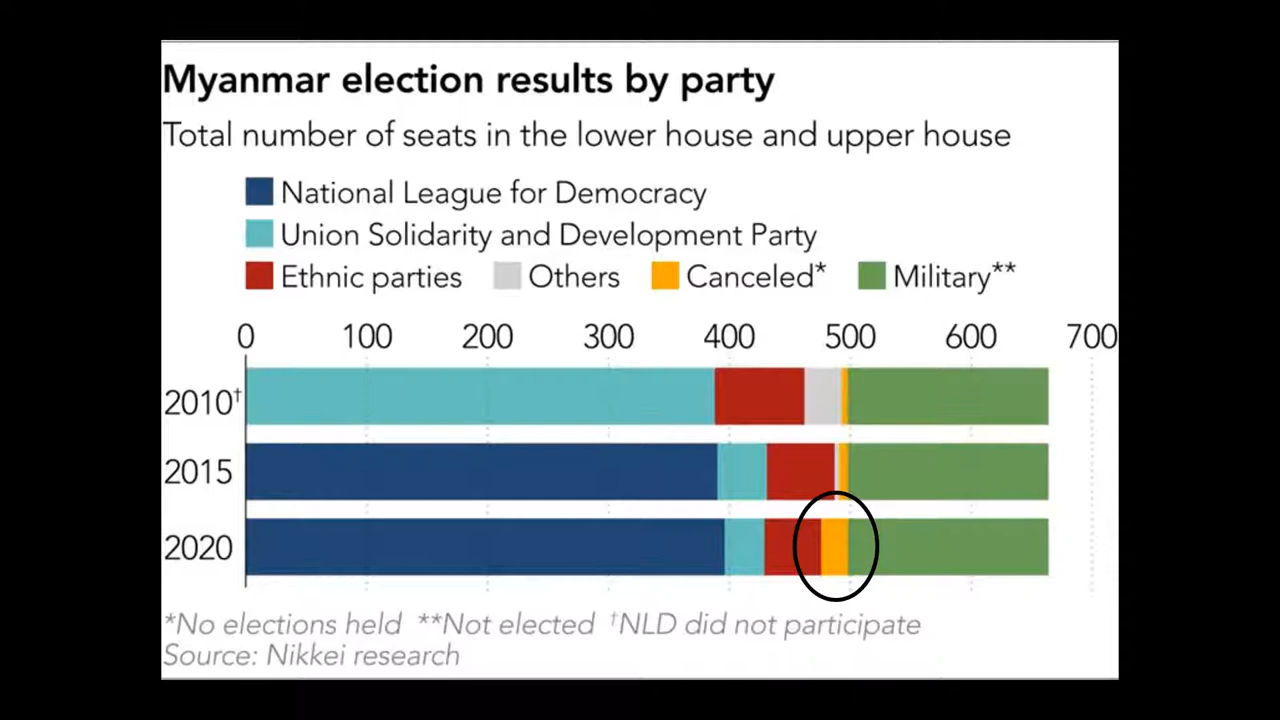 Myanmar election results by party
Total number of seats in the lower house and upper house
National League for Democracy
Union Solidarity and Development Party
Ethnic parties Others Canceled* Military**
0 100 200 300 400 500 600 700
2010†
2015
2020
*No elections held **Not elected †NLD did not participate
Source: Nikkei research